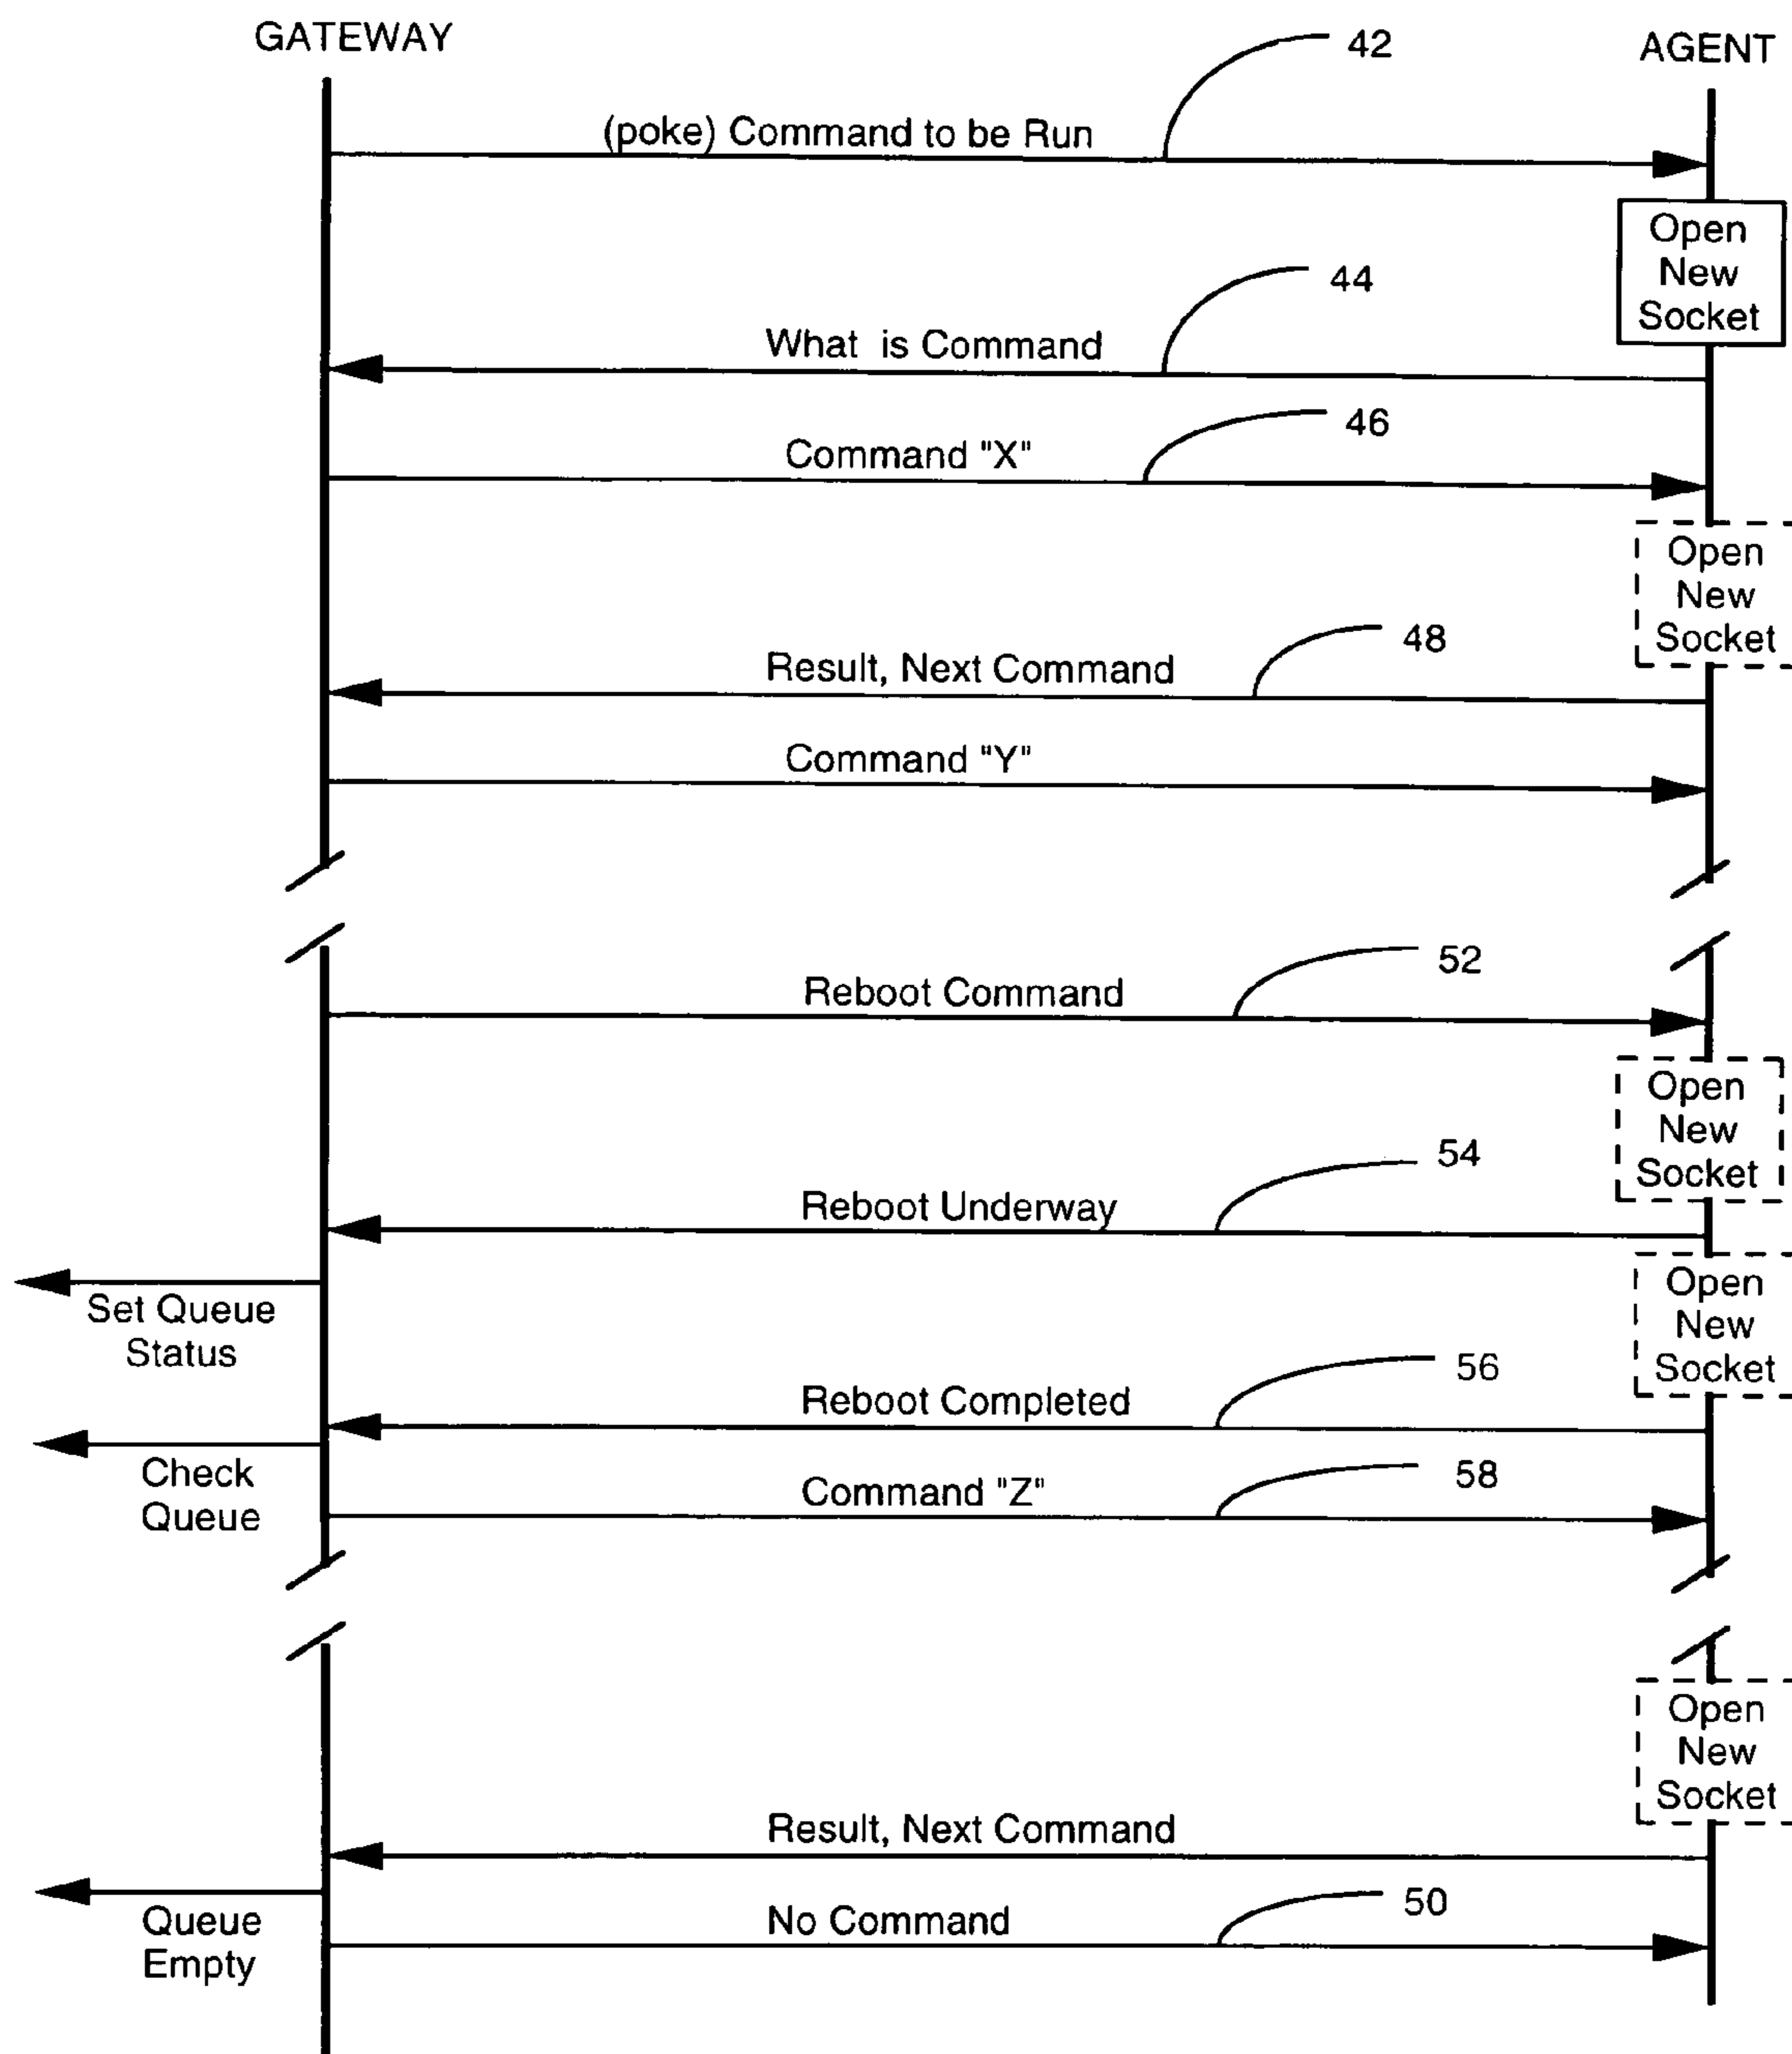 GATEWAY
AGENT
42
(poke) Command to be Run
Open
New
Socket
44
What is Command
46
Command "X"
Open
New
Socket
48
Result, Next Command
Command "Y"
52
Reboot Command
Open
New
Socket
54
Reboot Underway
Set Queue
Status
Open
New
Socket
56
Reboot Completed
Check
Queue
58
Command "Z"
Open
New
Socket
Result, Next Command
Queue
Empty
50
No Command